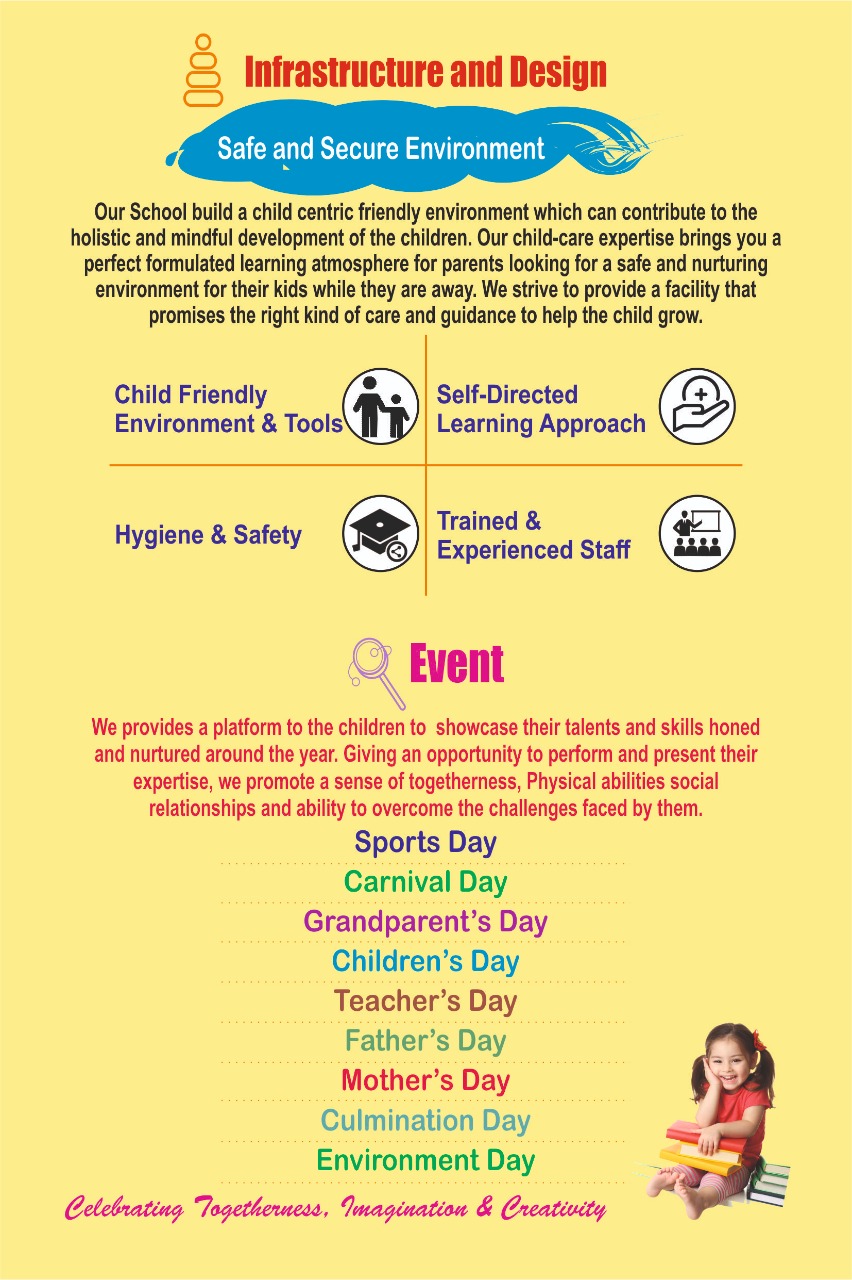 Infrastructure and Design
Safe and Secure Environment
Our School build a child centric friendly environment which can contribute to the
holistic and mindful development of the children. Our child-care expertise brings you a
perfect formulated learning atmosphere for parents looking for a safe and nurturing
environment for their kids while they are away. We strive to provide a facility that
promises the right kind of care and guidance to help the child grow.
Child Friendly
Environment & Tools
Self-Directed
Learning Approach
Hygiene & Safety
Trained &
Experienced Staff
Event
We provides a platform to the children to  showcase their talents and skills honed
and nurtured around the year. Giving an opportunity to perform and present their
expertise, we promote a sense of togetherness, Physical abilities social
relationships and ability to overcome the challenges faced by them.
Sports Day
Carnival Day
Grandparent’s Day
Children’s Day
Teacher’s Day
Father’s Day
Mother’s Day
Culmination Day
Environment Day
Celebrating Togetherness, Imagination & Creativity